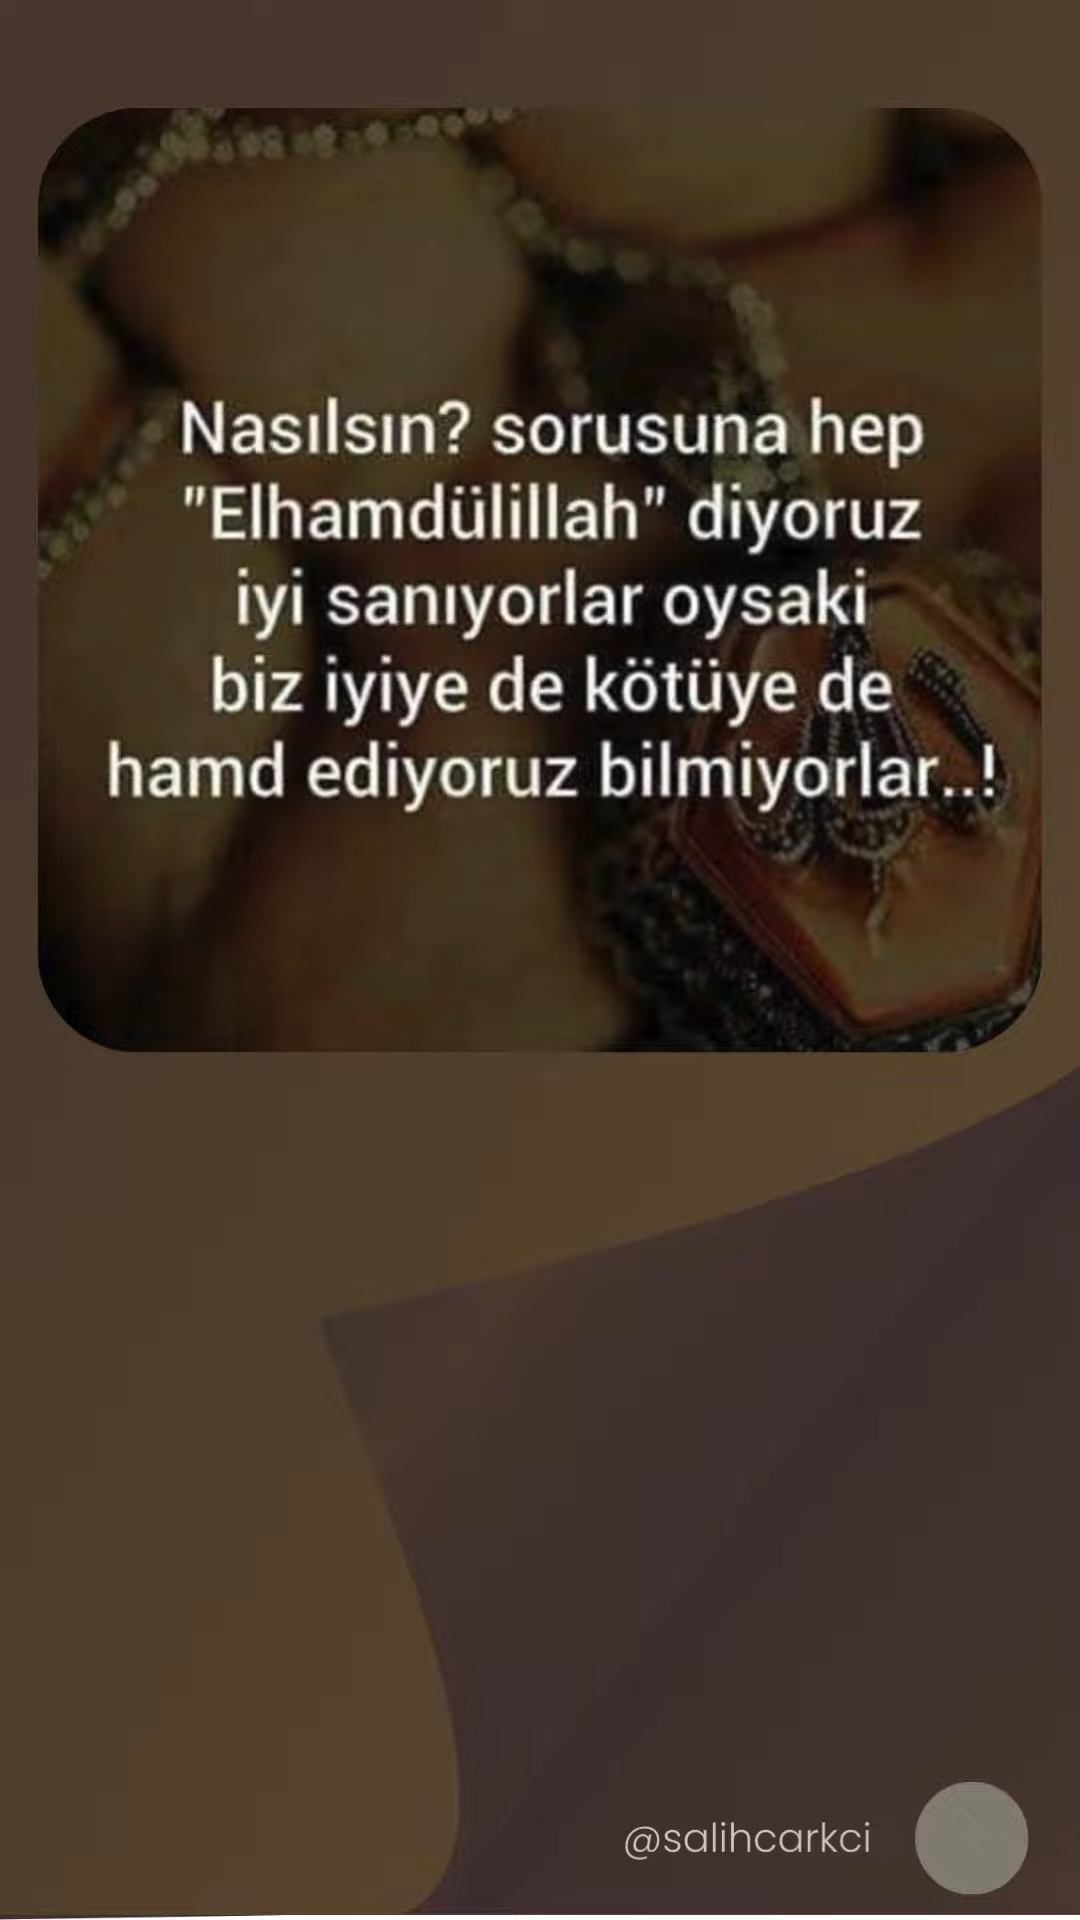 Nasılsın? sorusuna hep
"Elhamdülillah" diyoruz
iyi sanıyorlar oysaki
biz iyiye de kötüye de
hamd ediyoruz bilmiyorlar..!
@salihcarkci